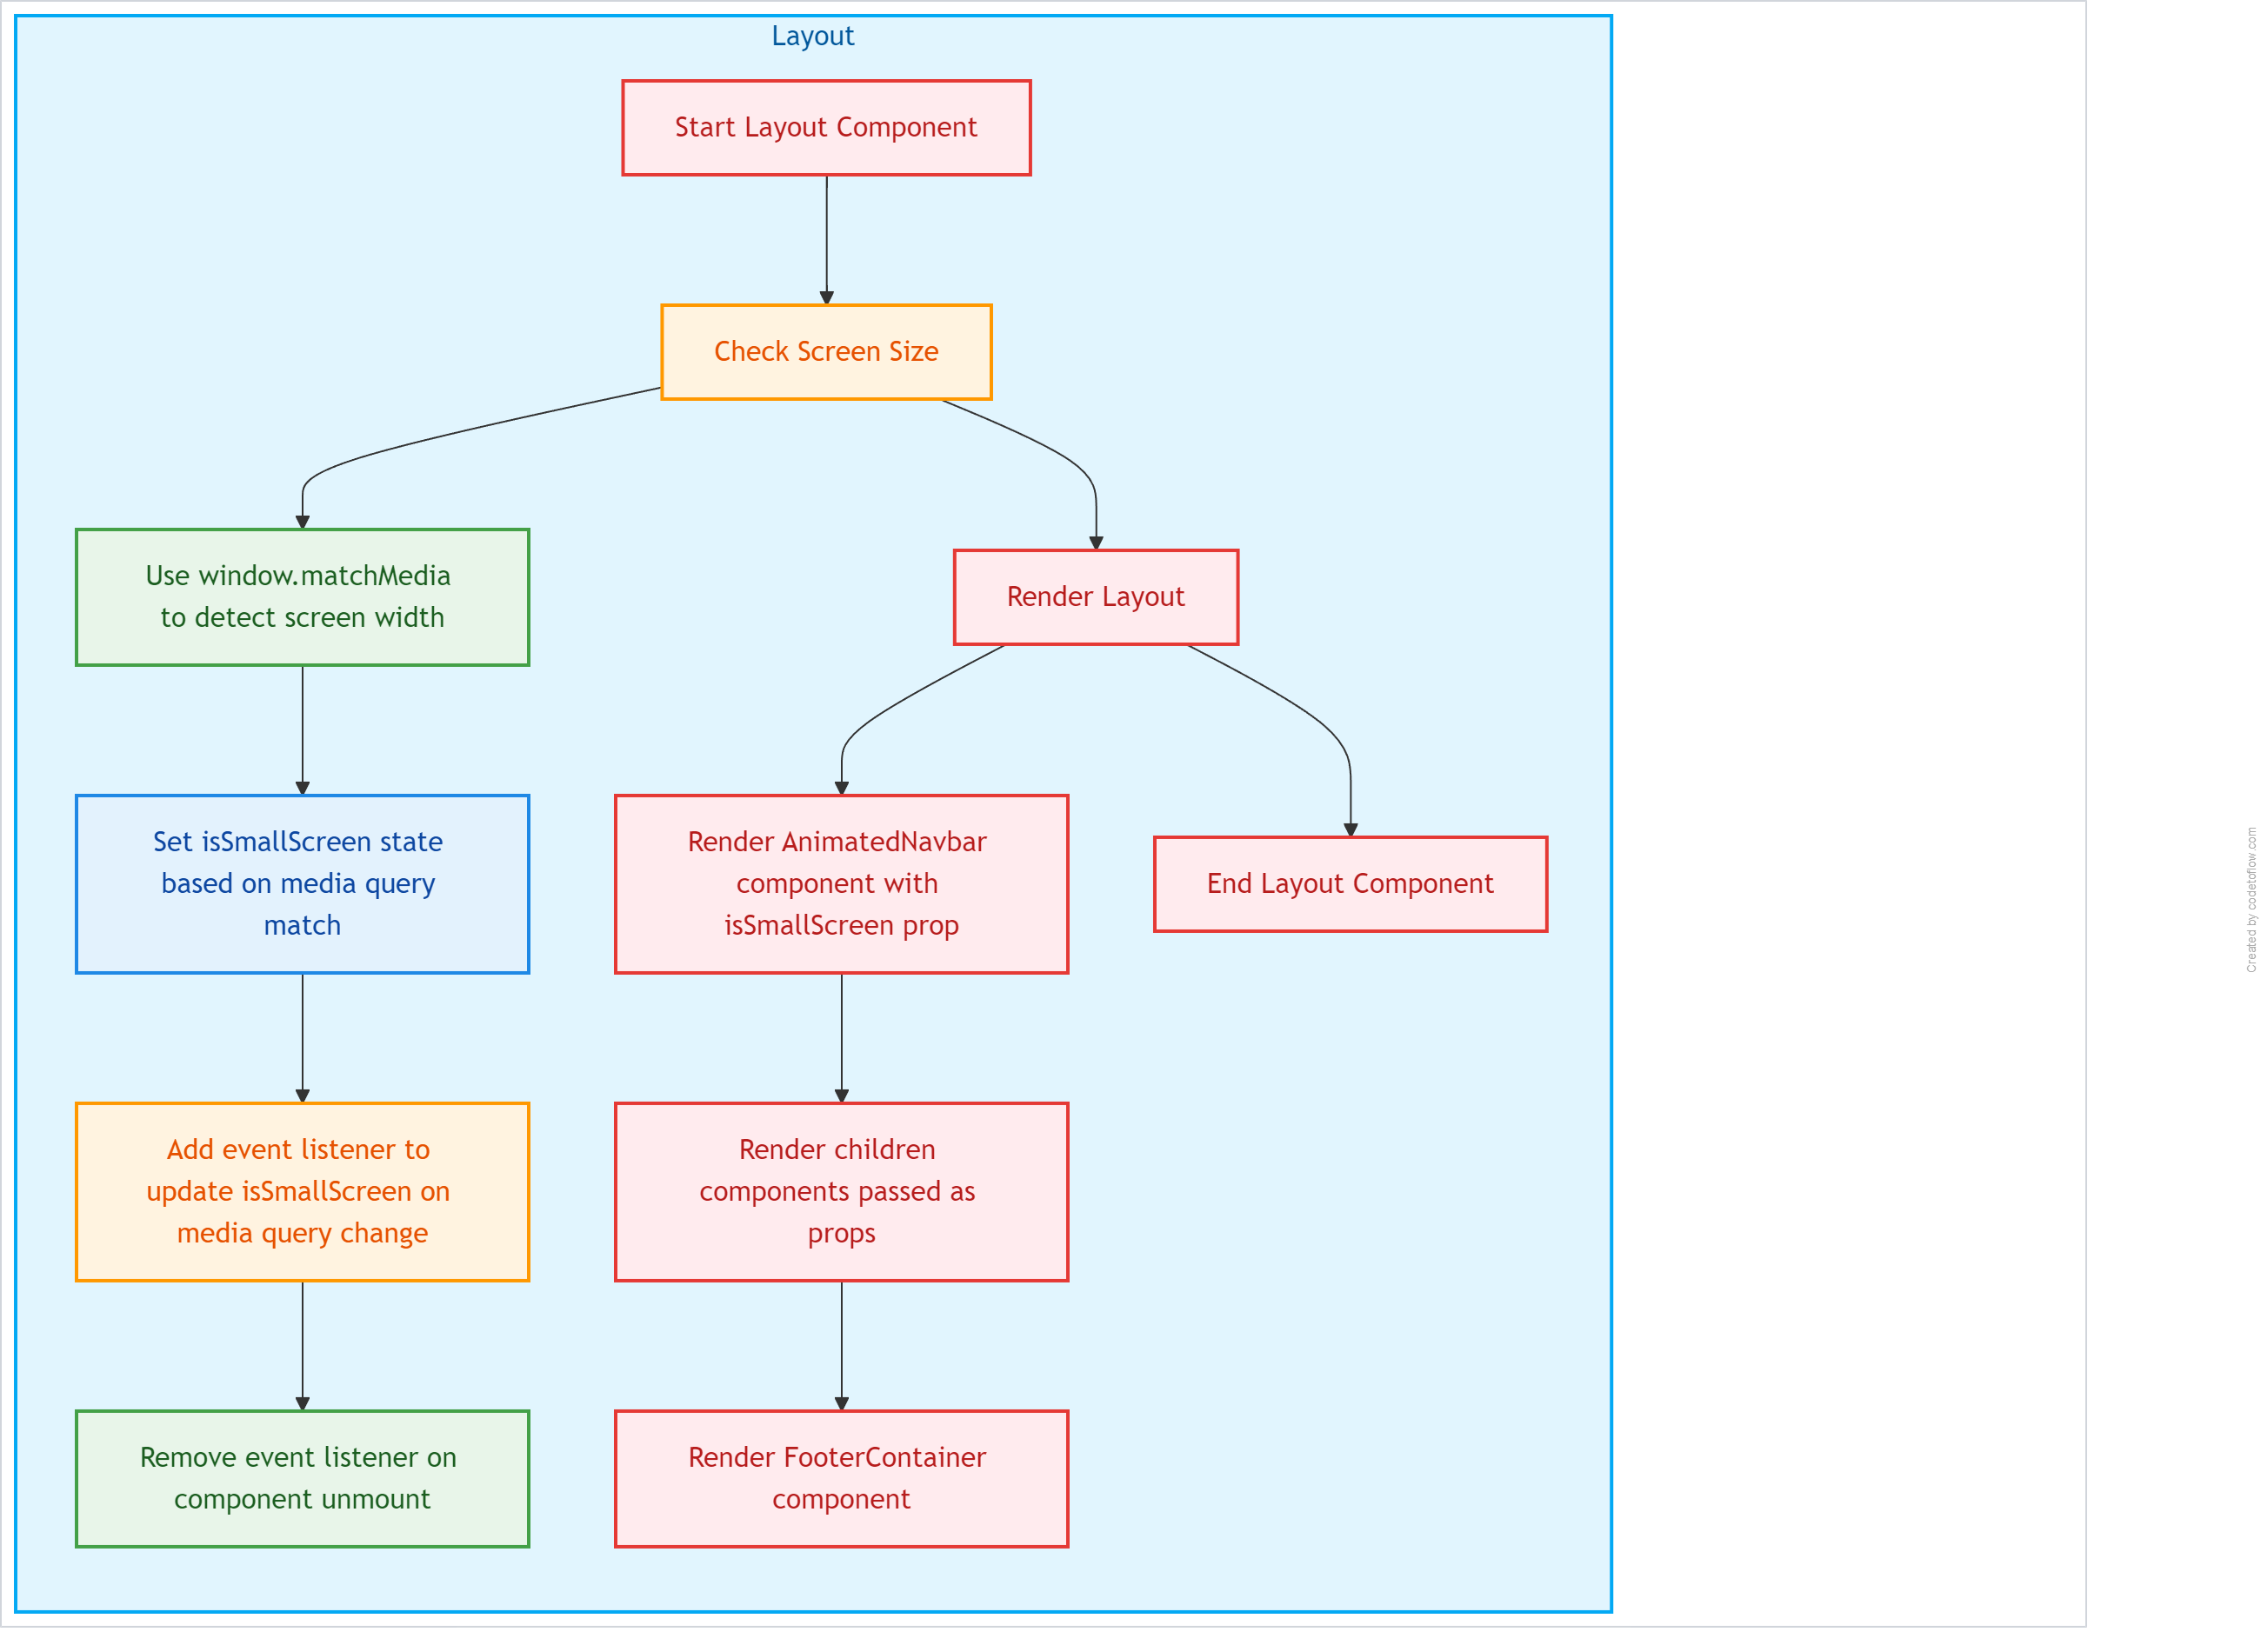 Layout
Start Layout Component
Check Screen Size
Use window.matchMedia
to detect screen width
Render Layout
Set isSmallScreen state
based on media query
match
Render AnimatedNavbar
component with
isSmallScreen prop
End Layout Component
Add event listener to
update isSmallScreen on
media query change
Render children
components passed as
props
Remove event listener on
component unmount
Render FooterContainer
component
Created by codetoflow.com